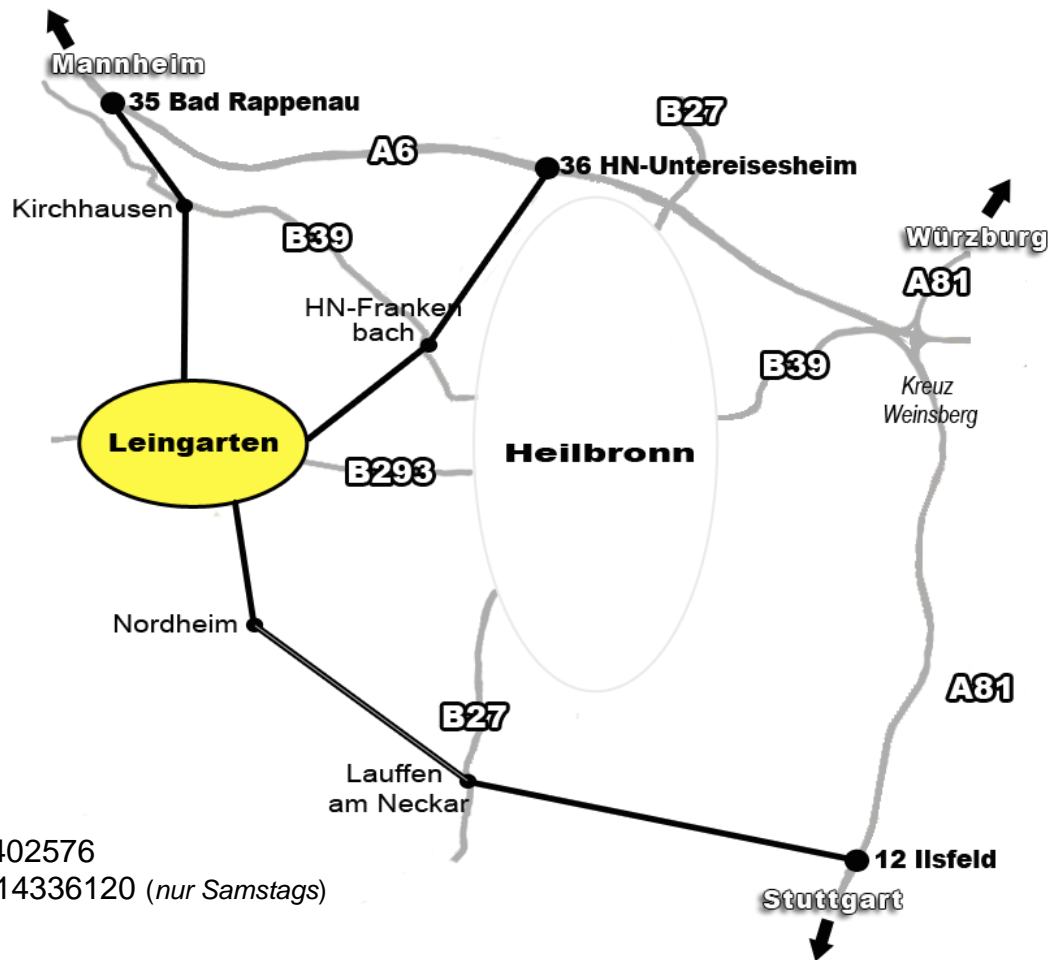 Mannheim
35 Bad Rappenau
B27
A6
36 HN-Untereisesheim
Kirchhausen
B39
Würzburg
A81
HN-Franken
bach
B39
Kreuz
Weinsberg
Leingarten
Heilbronn
B293
Nordheim
A81
B27
Lauffen
am Neckar
402576
14336120 (nur Samstags)
12 Ilsfeld
Stuttgart